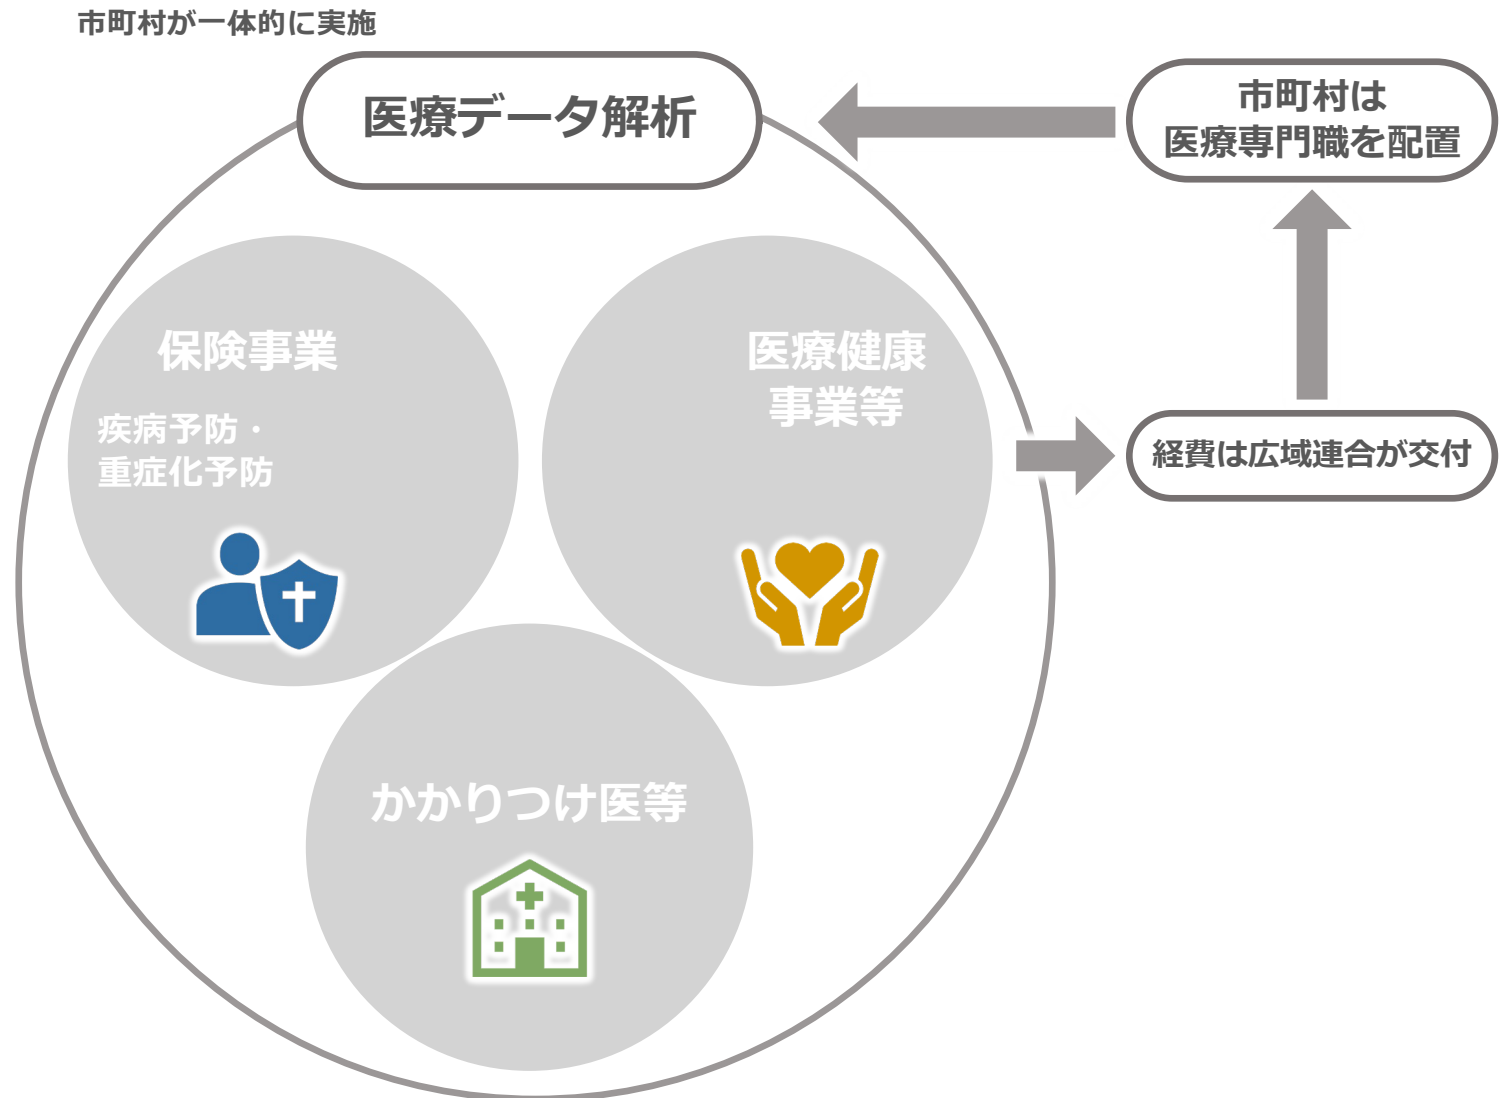 市町村が一体的に実施
医療データ解析
市町村は
医療専門職を配置
保険事業
疾病予防・
重症化予防
医療健康
事業等
経費は広域連合が交付
かかりつけ医等